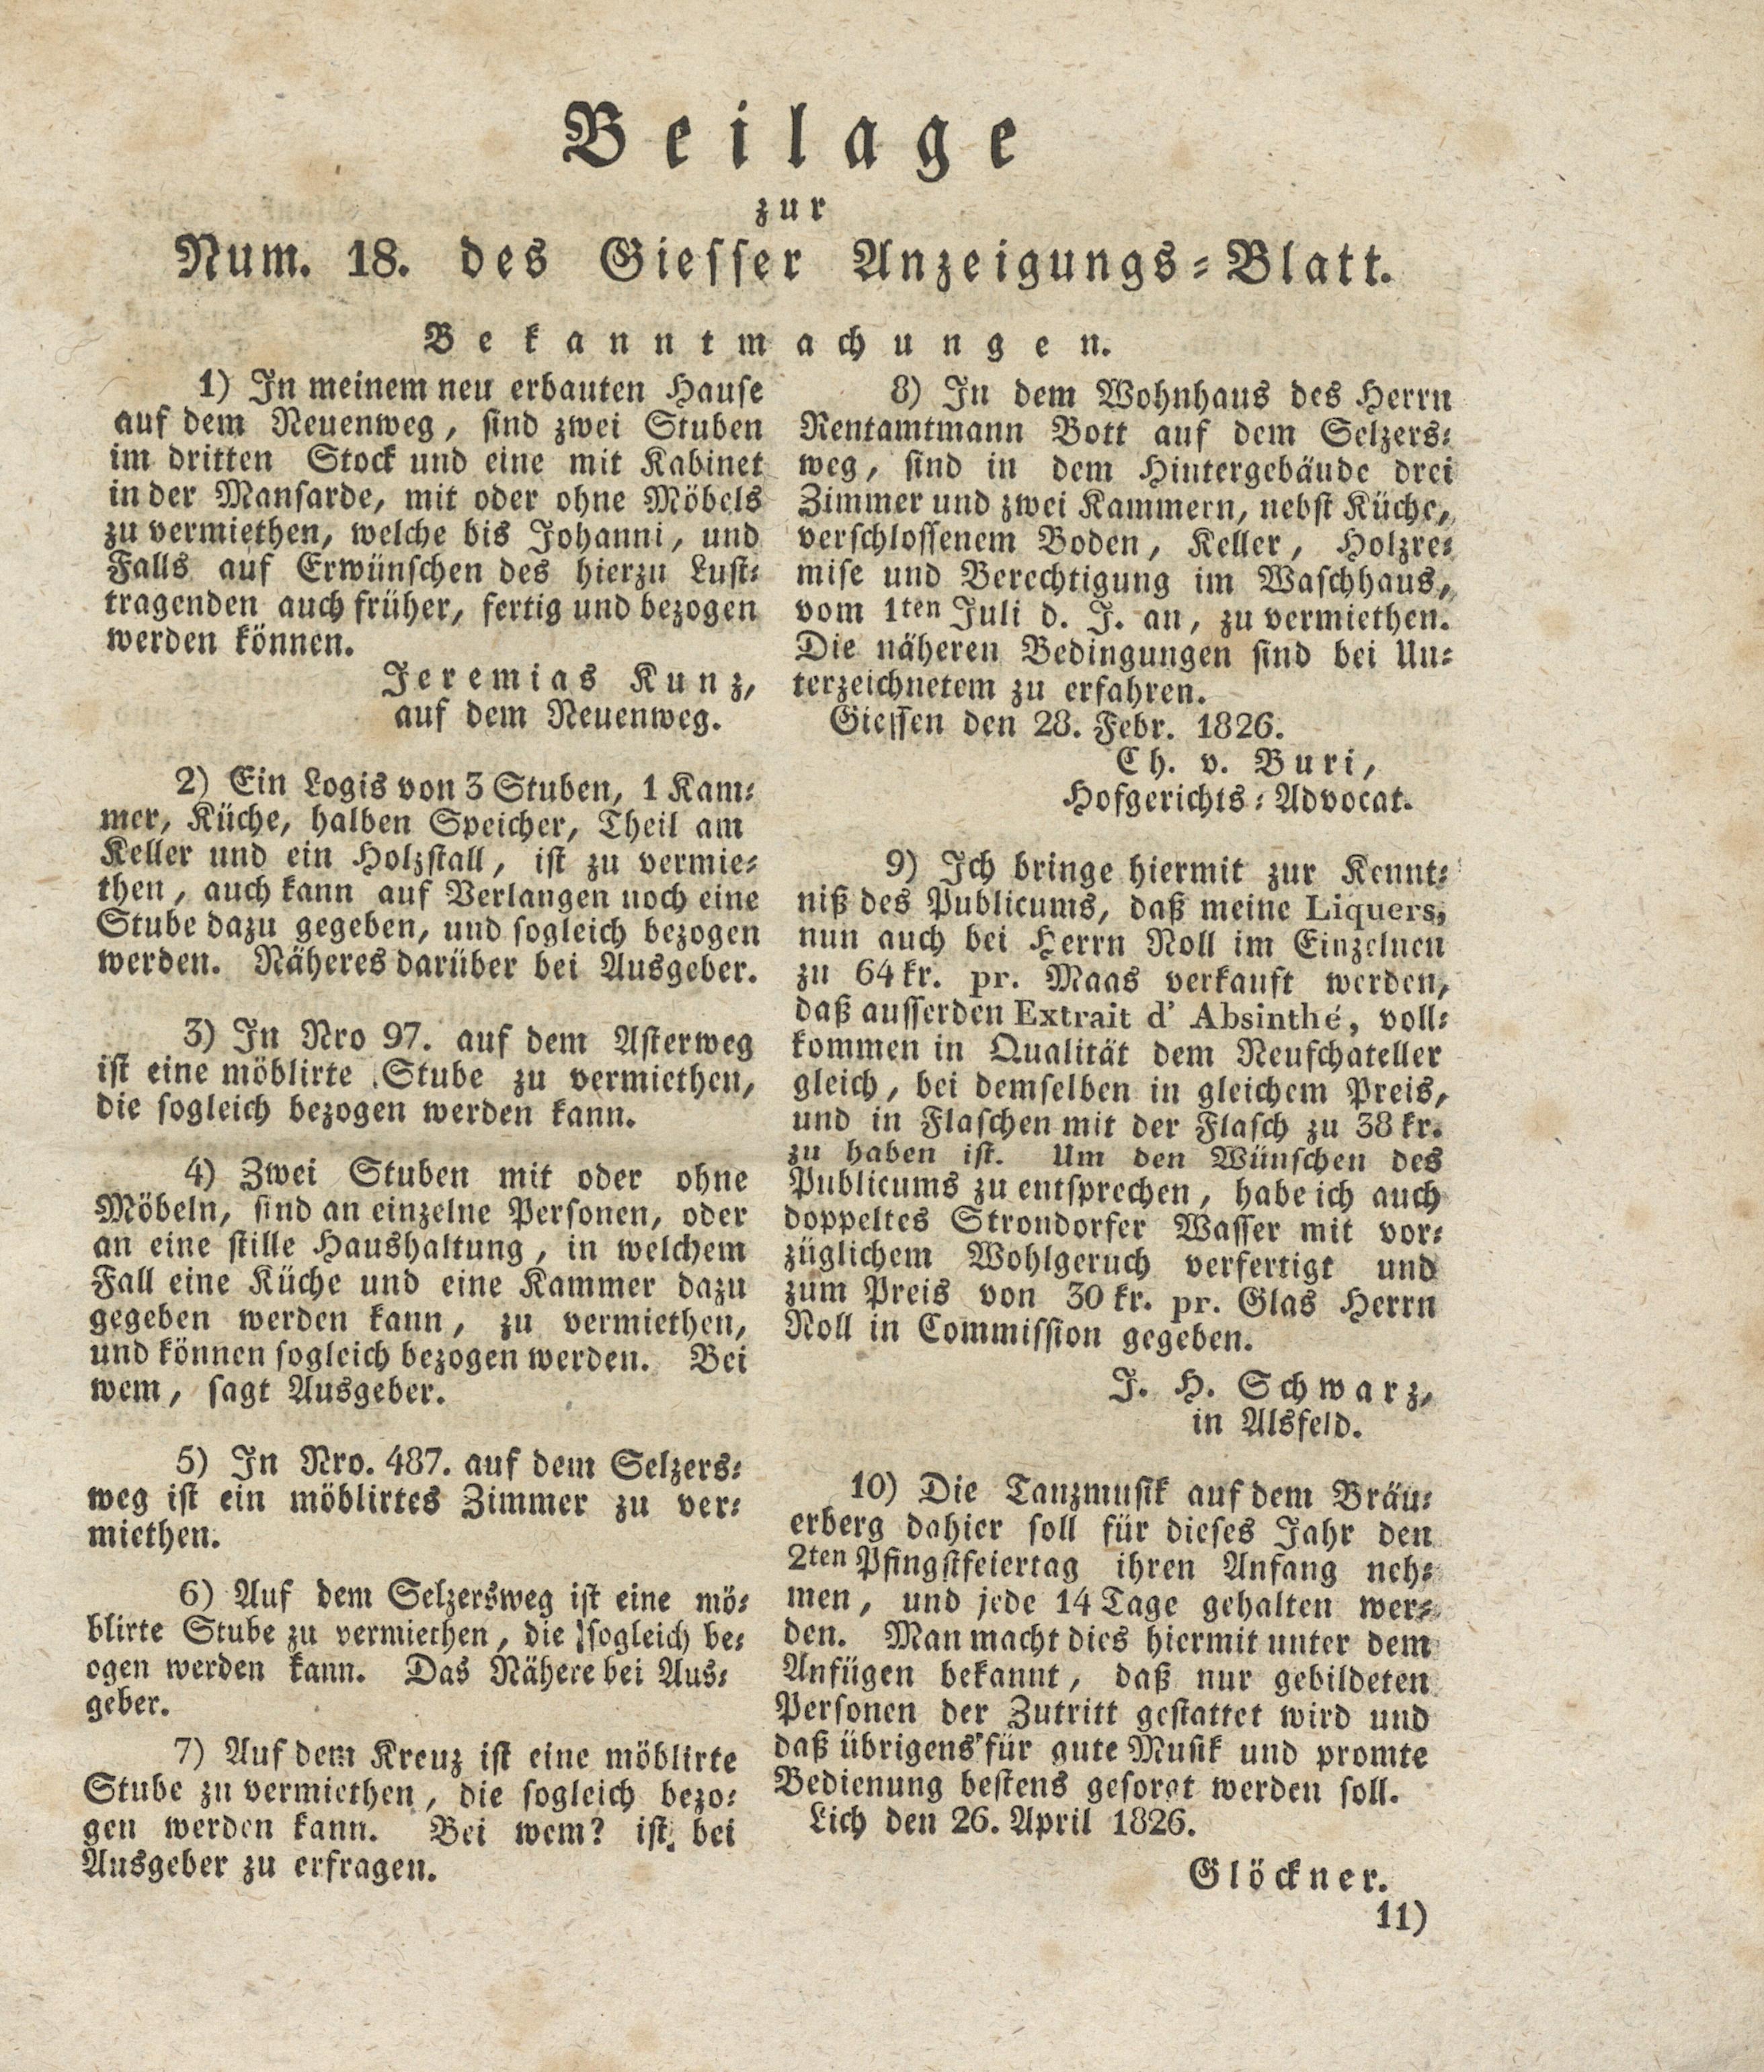 Beilage
zur
Num. 18. des Giesser Anzeigungs-Blatt.
Bekanntmachungen.
1) In meinem neu erbauten Hause
auf dem Neuenweg, sind zwei Stuben
im dritten Stock und eine mit Kabinet
in der Mansarde, mit oder ohne Möbels
zu vermiethen, welche bis Johanni, und
Falls auf Erwünschen des hierzu Lust-
tragenden auch früher, fertig und bezogen
werden können.
Jeremias Kunz,
auf dem Neuenweg.
2) Ein Logis von 3 Stuben, 1 Kam-
mer, Küche, halben Speicher, Theil am
Keller und ein Holzstall, ist zu vermie-
then, auch kann auf Verlangen noch eine
Stube dazu gegeben, und sogleich bezogen
werden. Näheres darüber bei Ausgeber.
3) In Nro 97. auf dem Asterweg
ist eine möblirte Stube zu vermiethen,
die sogleich bezogen werden kann.
4) Zwei Stuben mit oder ohne
Möbeln, sind an einzelne Personen, oder
an eine stille Haushaltung, in welchem
Fall eine Küche und eine Kammer dazu
gegeben werden kann, zu vermiethen,
und können sogleich bezogen werden. Bei
wem, sagt Ausgeber.
5) In Nro. 487. auf dem Selzers-
weg ist ein möblirtes Zimmer zu ver-
miethen.
6) Auf dem Selzersweg ist eine mö-
blirte Stube zu vermiethen, die sogleich be-
ogen werden kann. Das Nähere bei Aus-
geber.
7) Auf dem Kreuz ist eine möblirte
Stube zu vermiethen, die sogleich bezo-
gen werden kann. Bei wem? ist bei
Ausgeber zu erfragen.
8) In dem Wohnhaus des Herrn
Rentamtmann Bott auf dem Selzers-
weg, sind in dem Hintergebäude drei
Zimmer und zwei Kammern, nebst Küche,
verschlossenem Boden, Keller, Holzre-
mise und Berechtigung im Waschhaus,
vom 1ten Juli d. J. an, zu vermiethen.
Die näheren Bedingungen sind bei Un-
terzeichnetem zu erfahren.
Giessen den 28. Febr. 1826.
Ch. v. Buri,
Hofgerichts-Advocat.
9) Ich bringe hiermit zur Kennt-
niß des Publicums, daß meine Liquers,
nun auch bei Herrn Noll im Einzelnen
zu 64 kr. pr. Maas verkauft werden,
daß ausserden Extrait d' Absinthé, voll-
kommen in Qualität dem Neufchateller
gleich, bei demselben in gleichem Preis,
und in Flaschen mit der Flasch zu 38 kr.
zu haben ist. Um den Wünschen des
Publicums zu entsprechen, habe ich auch
doppeltes Strondorfer Wasser mit vor-
züglichem Wohlgeruch verfertigt und
zum Preis von 30 kr. pr. Glas Herrn
Noll in Commission gegeben.
J. H. Schwarz,
in Alsfeld.
10) Die Tanzmusik auf dem Bräu-
erberg dahier soll für dieses Jahr den
2ten Pfingstfeiertag ihren Anfang neh-
men, und jede 14 Tage gehalten wer-
den. Man macht dies hiermit unter dem
Anfügen bekannt, daß nur gebildeten
Personen der Zutritt gestattet wird und
daß übrigens für gute Musik und promte
Bedienung bestens gesorgt werden soll.
Lich den 26. April 1826.
Glöckner.
11)